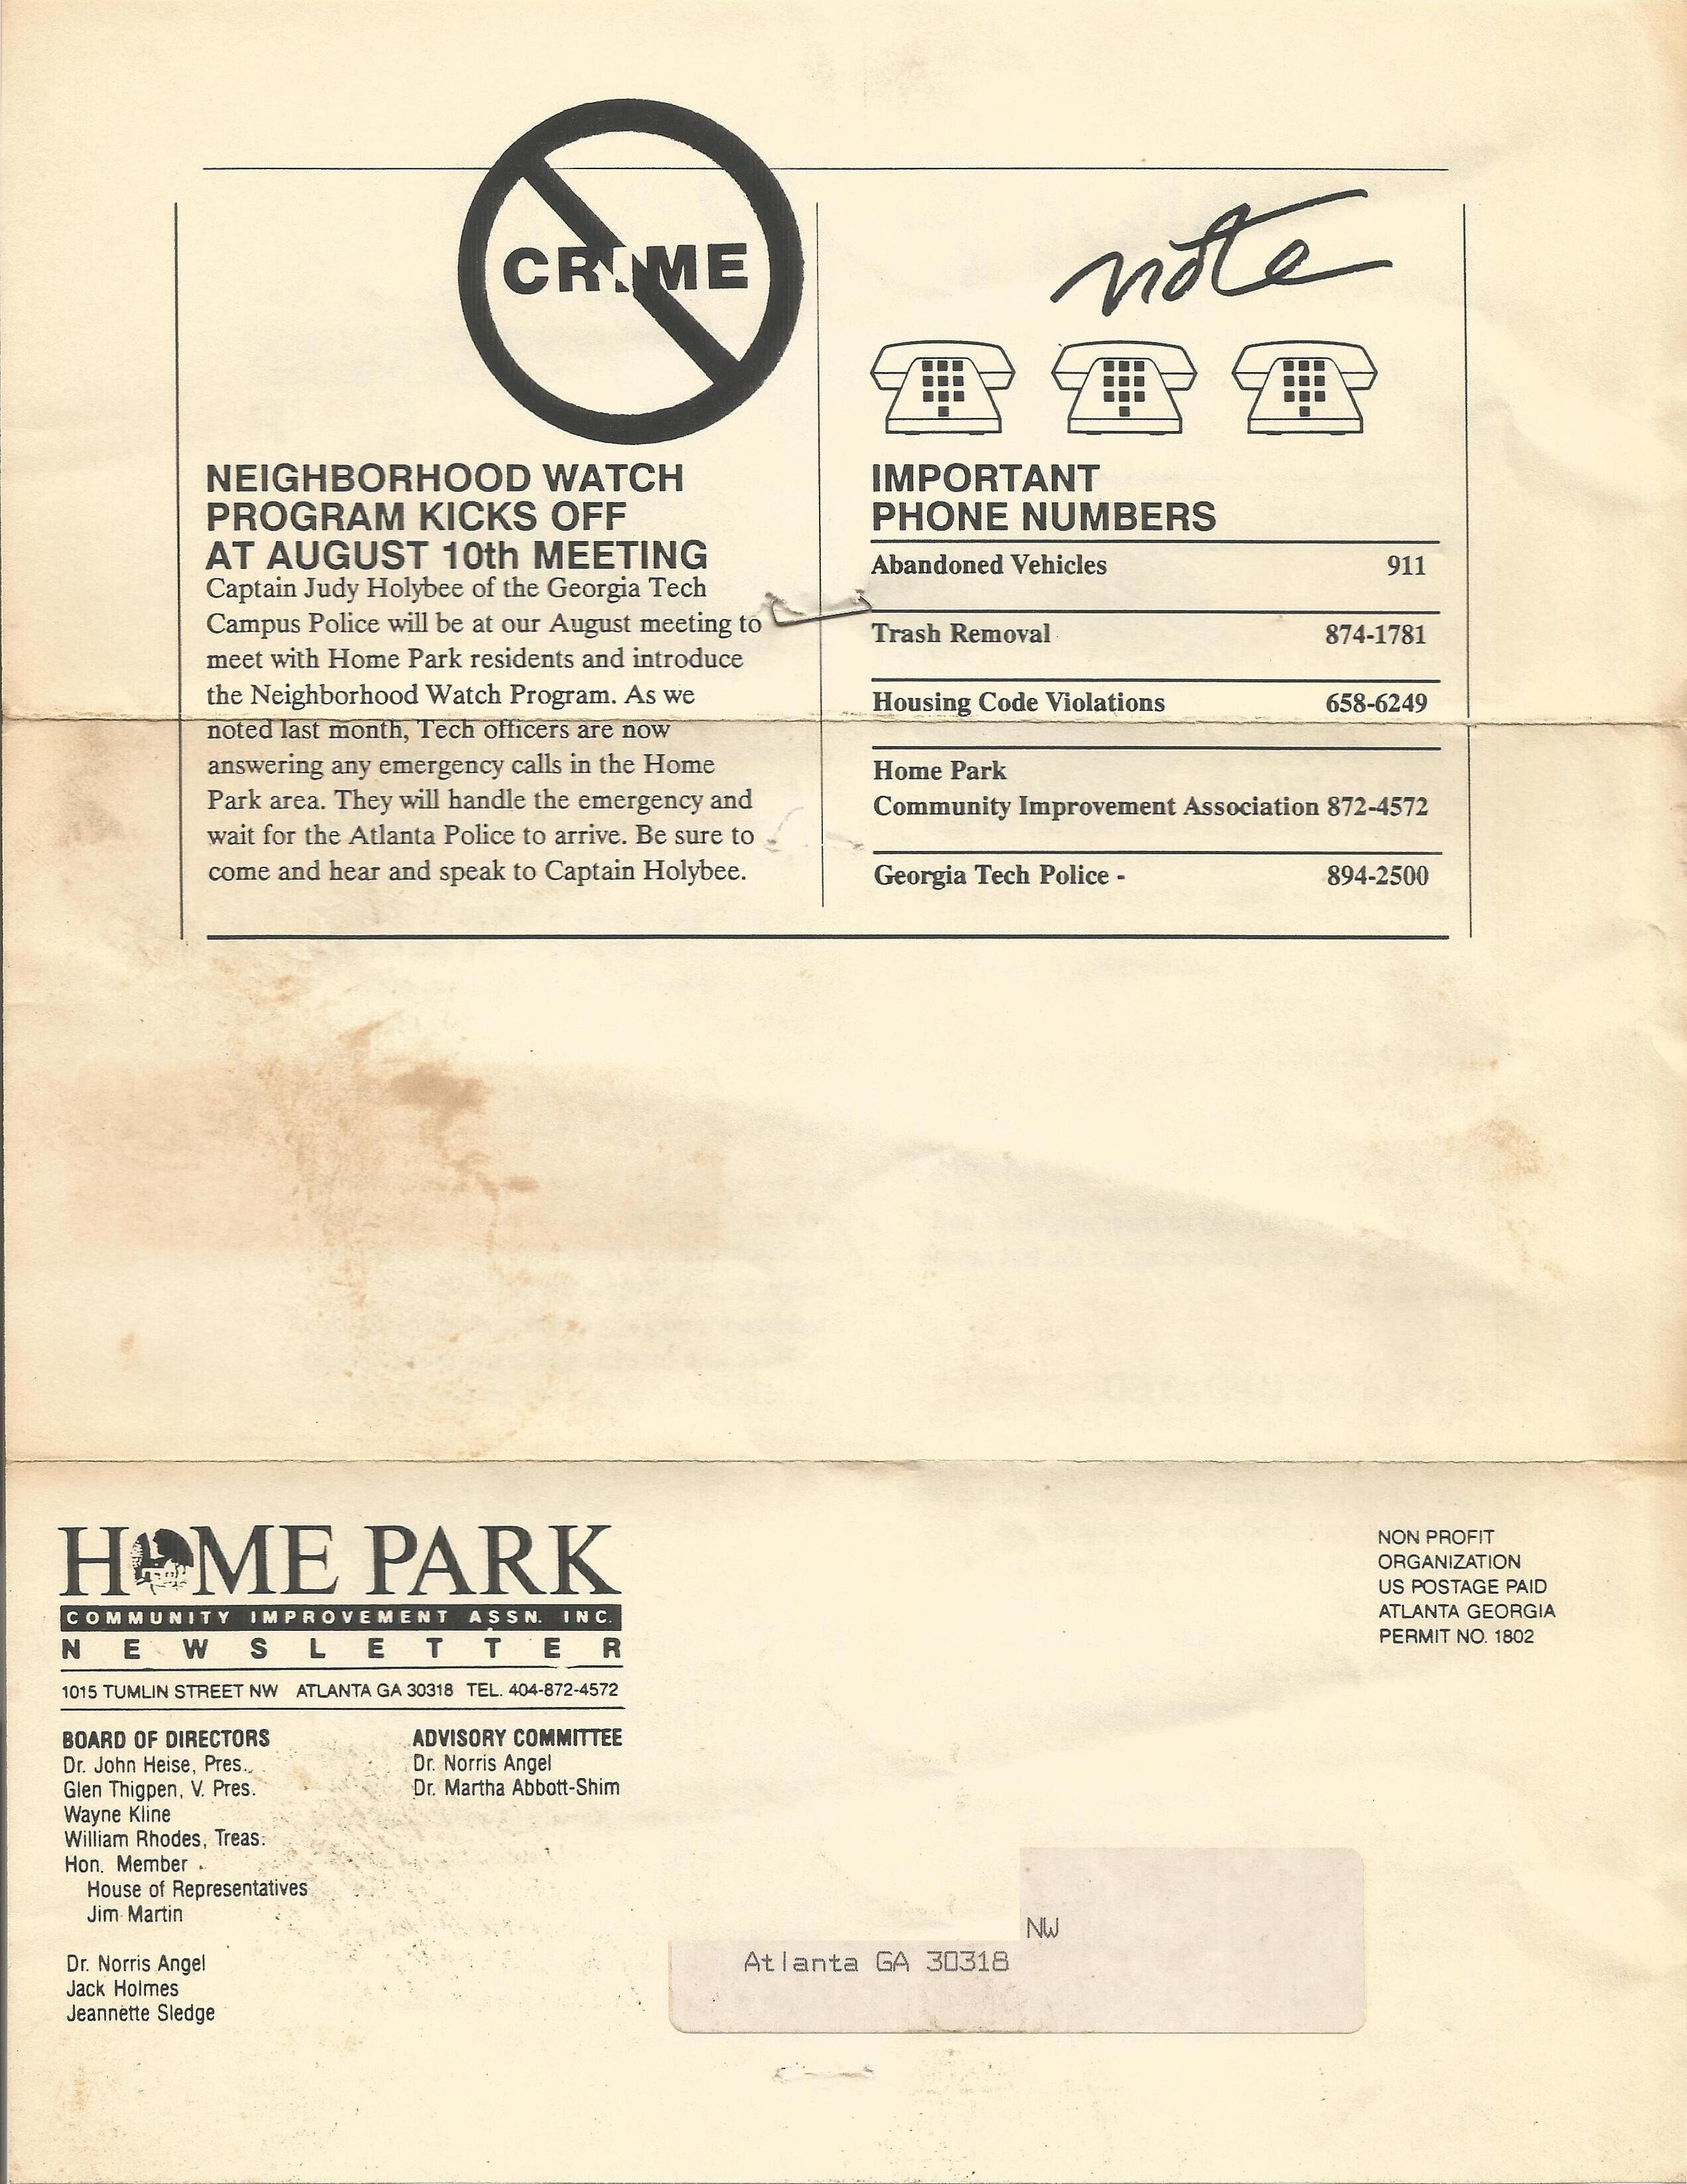 CRIME
NEIGHBORHOOD WATCH
PROGRAM KICKS OFF
AT AUGUST 10th MEETING
Captain Judy Holybee of the Georgia Tech
Campus Police will be at our August meeting to
meet with Home Park residents and introduce
the Neighborhood Watch Program. As we
noted last month, Tech officers are now
answering any emergency calls in the Home
Park area. They will handle the emergency and
wait for the Atlanta Police to arrive. Be sure to
come and hear and speak to Captain Holybee.
note
IMPORTANT
PHONE NUMBERS
Abandoned Vehicles 911
Trash Removal 874-1781
Housing Code Violations 658-6249
Home Park
Community Improvement Association 872-4572
Georgia Tech Police - 894-2500
HOME PARK
COMMUNITY IMPROVEMENT ASSN. INC.
NEWSLETTER
1015 TUMLIN STREET NW ATLANTA GA 30318 TEL. 404-872-4572
BOARD OF DIRECTORS
Dr. John Heise, Pres.
Glen Thigpen, V. Pres.
Wayne Kline
William Rhodes, Treas.
Hon. Member
House of Representatives
Jim Martin
Dr. Norris Angel
Jack Holmes
Jeannette Sledge
ADVISORY COMMITTEE
Dr. Norris Angel
Dr. Martha Abbott-Shim
NON PROFIT
ORGANIZATION
US POSTAGE PAID
ATLANTA GEORGIA
PERMIT NO. 1802
NW
Atlanta GA 30318